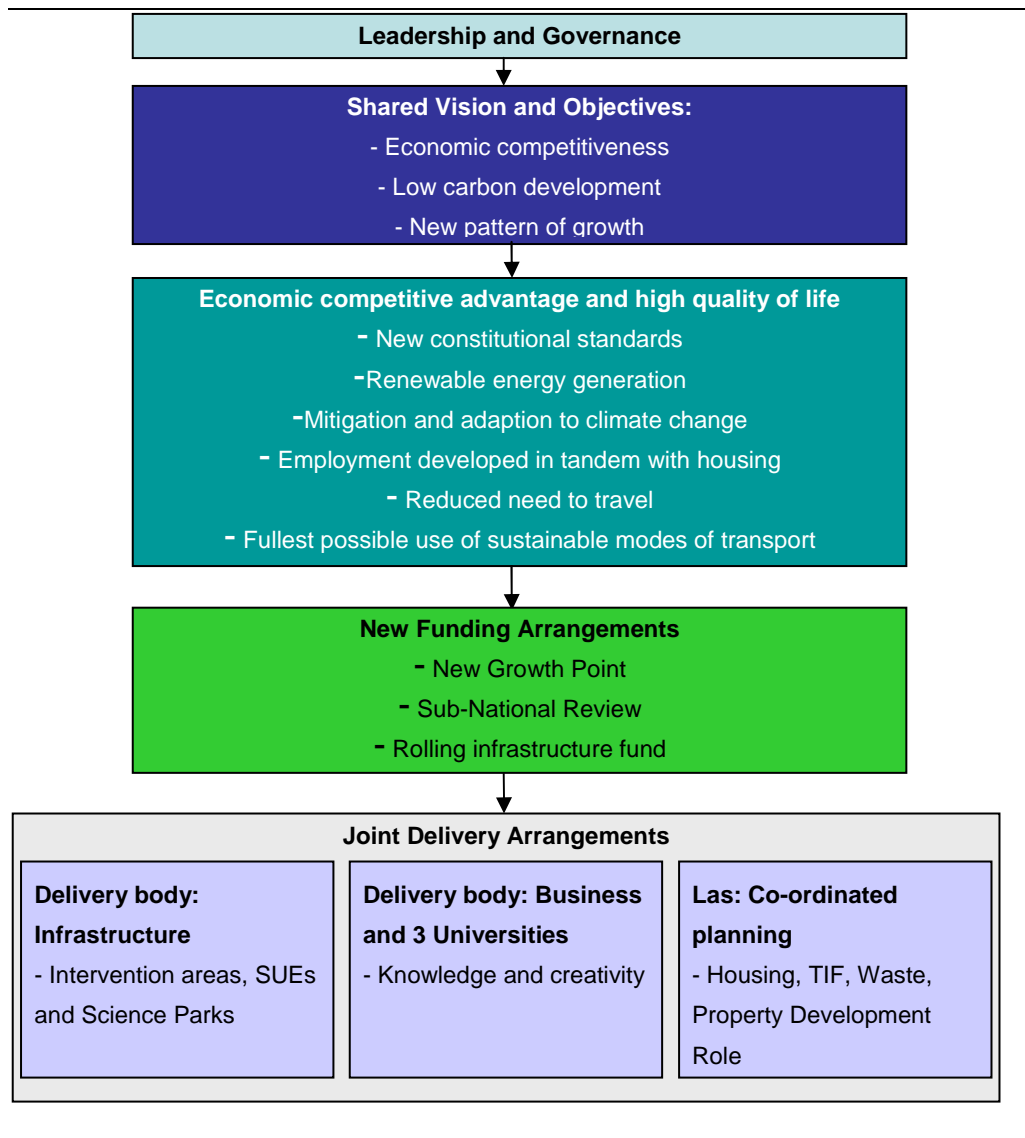 Leadership and Governance
Shared Vision and Objectives:
- Economic competitiveness
- Low carbon development
- New pattern of growth
Economic competitive advantage and high quality of life
- New constitutional standards
-Renewable energy generation
-Mitigation and adaption to climate change
- Employment developed in tandem with housing
- Reduced need to travel
- Fullest possible use of sustainable modes of transport
New Funding Arrangements
- New Growth Point
- Sub-National Review
- Rolling infrastructure fund
Joint Delivery Arrangements
Delivery body:
Infrastructure
- Intervention areas, SUEs
and Science Parks
Delivery body: Business
and 3 Universities
- Knowledge and creativity
Las: Co-ordinated
planning
- Housing, TIF, Waste,
Property Development
Role